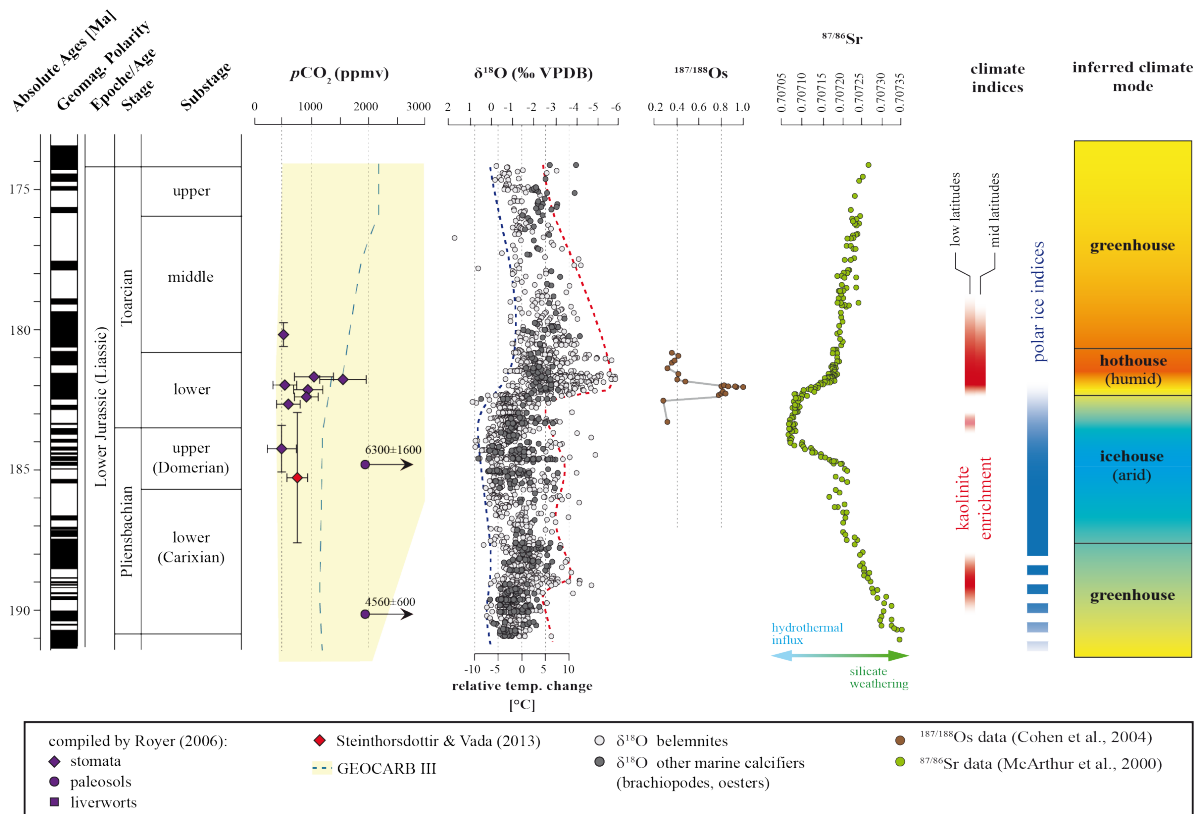 Absolute Ages [Ma]
Geomag. Polarity
Epoche/Age
Stage
Substage
pCO2 (ppmv)
0 1000 2000 3000
δ18O (‰ VPDB)
2 1 0 -1 -2 -3 -4 -5 -6
187/188Os
0.2 0.4 0.6 0.8 1.0
87/86Sr
0.70705 0.70710 0.70715 0.70720 0.70725 0.70730 0.70735
climate
indices
inferred climate
mode
175
180
185
190
Lower Jurassic (Liassic)
Toarcian
Pliensbachian
upper
middle
lower
upper
(Domerian)
lower
(Carixian)
6300±1600
4560±600
-10 -5 0 5 10
relative temp. change
[°C]
hydrothermal
influx
silicate
weathering
low latitudes
mid latitudes
kaolinite
enrichment
polar ice indices
greenhouse
hothouse
(humid)
icehouse
(arid)
greenhouse
compiled by Royer (2006):
stomata
paleosols
liverworts
Steinthorsdottir & Vada (2013)
GEOCARB III
δ18O belemnites
δ18O other marine calcifiers
(brachiopodes, oesters)
187/188Os data (Cohen et al., 2004)
87/86Sr data (McArthur et al., 2000)